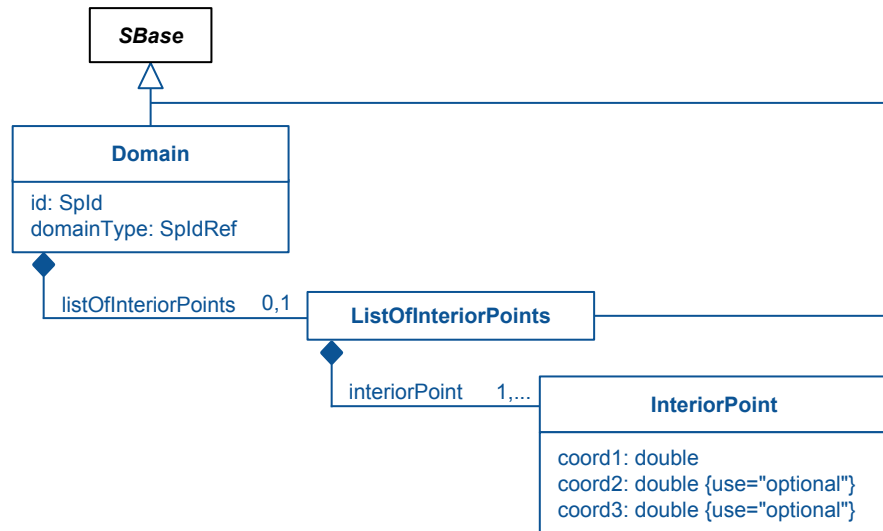 SBase
Domain
id: SpId
domainType: SpIdRef
listOfInteriorPoints 0,1
ListOfInteriorPoints
interiorPoint 1,...
InteriorPoint
coord1: double
coord2: double {use="optional"}
coord3: double {use="optional"}